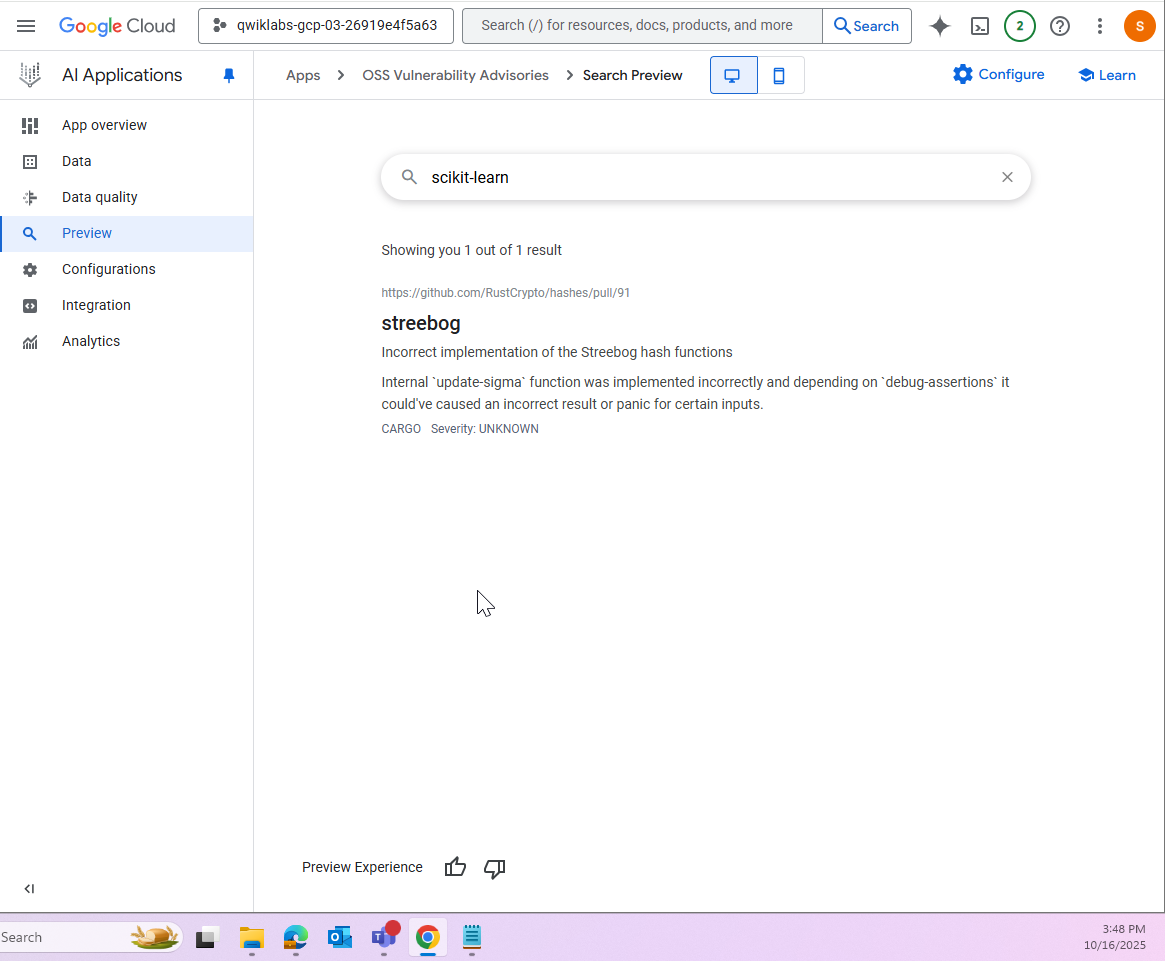 Google Cloud
qwiklabs-gcp-03-26919e4f5a63
Search (/) for resources, docs, products, and more
Search
2
S
AI Applications
Apps
OSS Vulnerability Advisories
Search Preview
Configure
Learn
App overview
Data
Data quality
Preview
Configurations
Integration
Analytics
scikit-learn
Showing you 1 out of 1 result
https://github.com/RustCrypto/hashes/pull/91
streebog
Incorrect implementation of the Streebog hash functions
Internal `update-sigma` function was implemented incorrectly and depending on `debug-assertions` it
could've caused an incorrect result or panic for certain inputs.
CARGO Severity: UNKNOWN
Preview Experience
Search
3:48 PM
10/16/2025